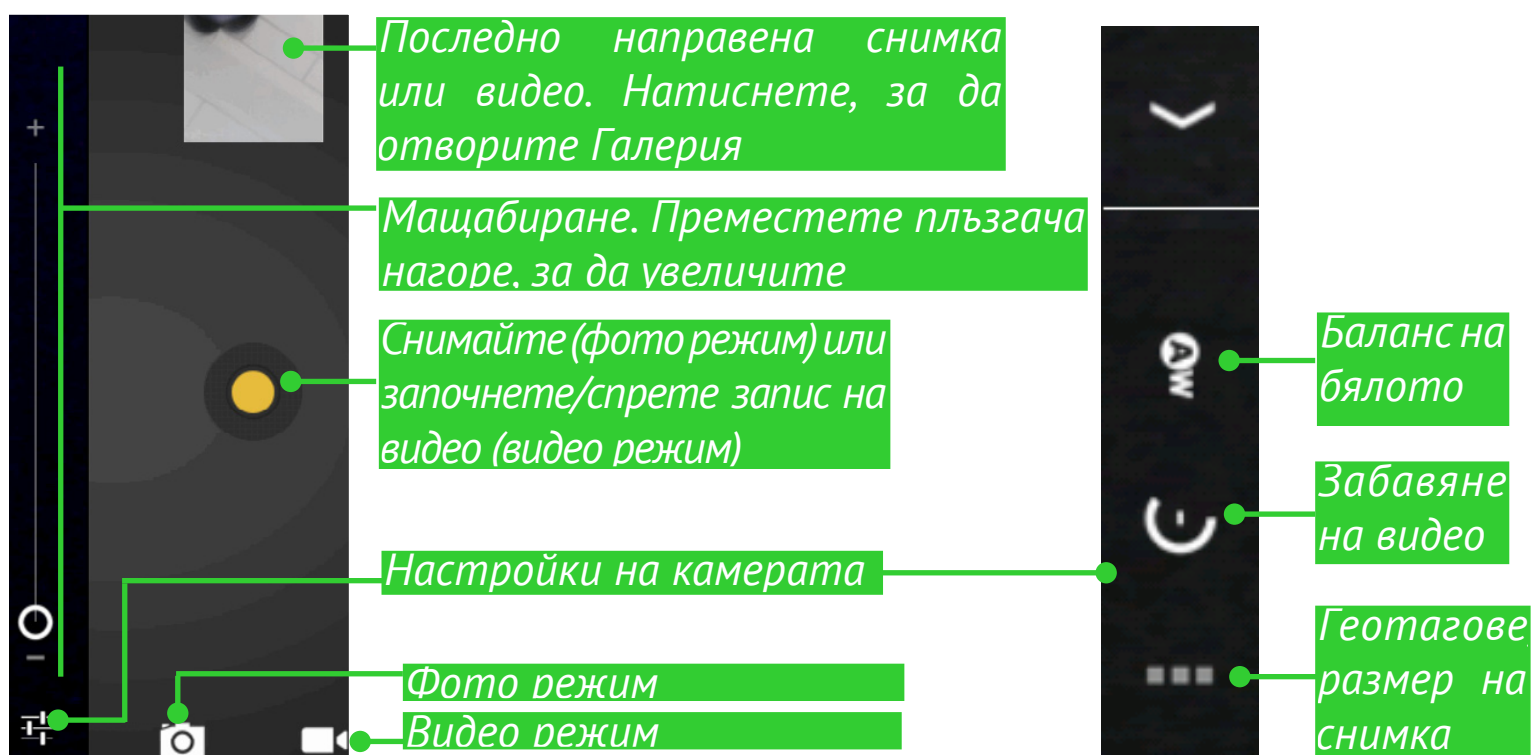 Последно направена снимка
или видео. Натиснете, за да
отворите Галерия
Мащабиране. Преместете плъзгача
нагоре, за да увеличите
Снимайте (фото режим) или
започнете/спрете запис на
видео (видео режим)
Настройки на камерата
Фото режим
Видео режим
AW
Баланс на
бялото
Забавяне
на видео
Геотагове
размер на
снимка